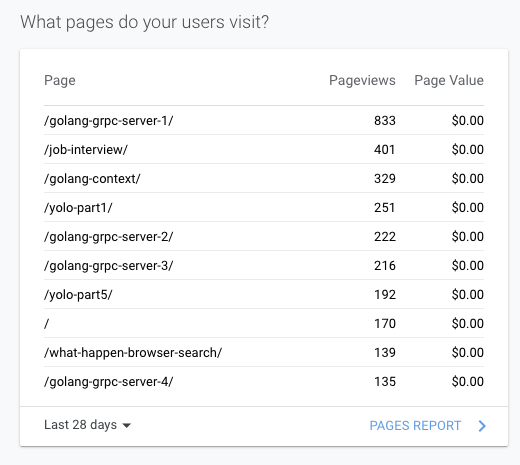 What pages do your users visit?
Page Pageviews Page Value
/golang-grpc-server-1/ 833 $0.00
/job-interview/ 401 $0.00
/golang-context/ 329 $0.00
/yolo-part1/ 251 $0.00
/golang-grpc-server-2/ 222 $0.00
/golang-grpc-server-3/ 216 $0.00
/yolo-part5/ 192 $0.00
/ 170 $0.00
/what-happen-browser-search/ 139 $0.00
/golang-grpc-server-4/ 135 $0.00
Last 28 days PAGES REPORT